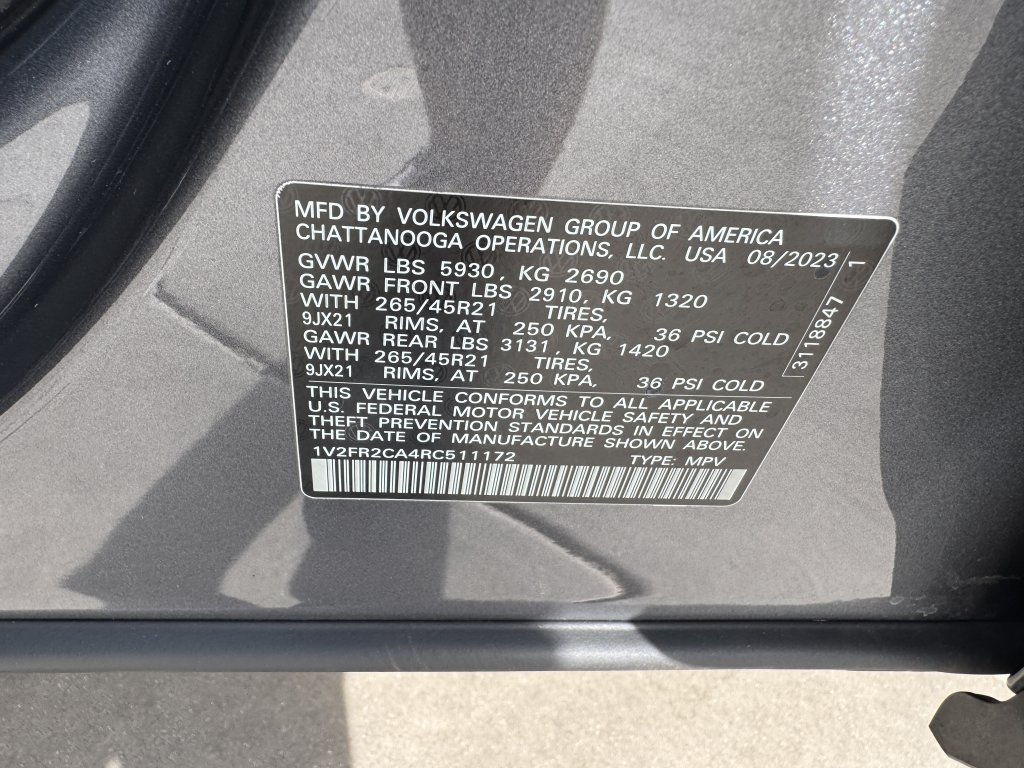 MFD BY VOLKSWAGEN GROUP OF AMERICA
CHATTANOOGA OPERATIONS, LLC. USA 08/2023
GVWR LBS 5930, KG 2690
GAWR FRONT LBS 2910, KG 1320
WITH 265/45R21 TIRES,
9JX21 RIMS, AT 250 KPA, 36 PSI COLD
GAWR REAR LBS 3131, KG 1420
WITH 265/45R21 TIRES,
9JX21 RIMS, AT 250 KPA, 36 PSI COLD
3118847 1
THIS VEHICLE CONFORMS TO ALL APPLICABLE
U.S. FEDERAL MOTOR VEHICLE SAFETY AND
THEFT PREVENTION STANDARDS IN EFFECT ON
THE DATE OF MANUFACTURE SHOWN ABOVE.
1V2FR2CA4RC511172 TYPE: MPV